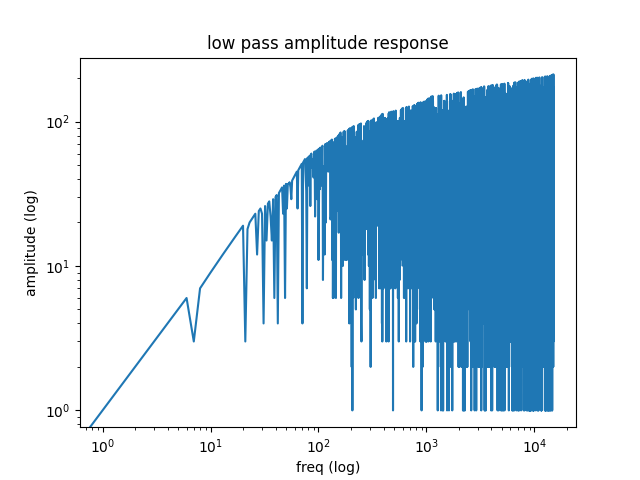 low pass amplitude response
amplitude (log)
10²
10¹
10⁰
10⁰ 10¹ 10² 10³ 10⁴
freq (log)